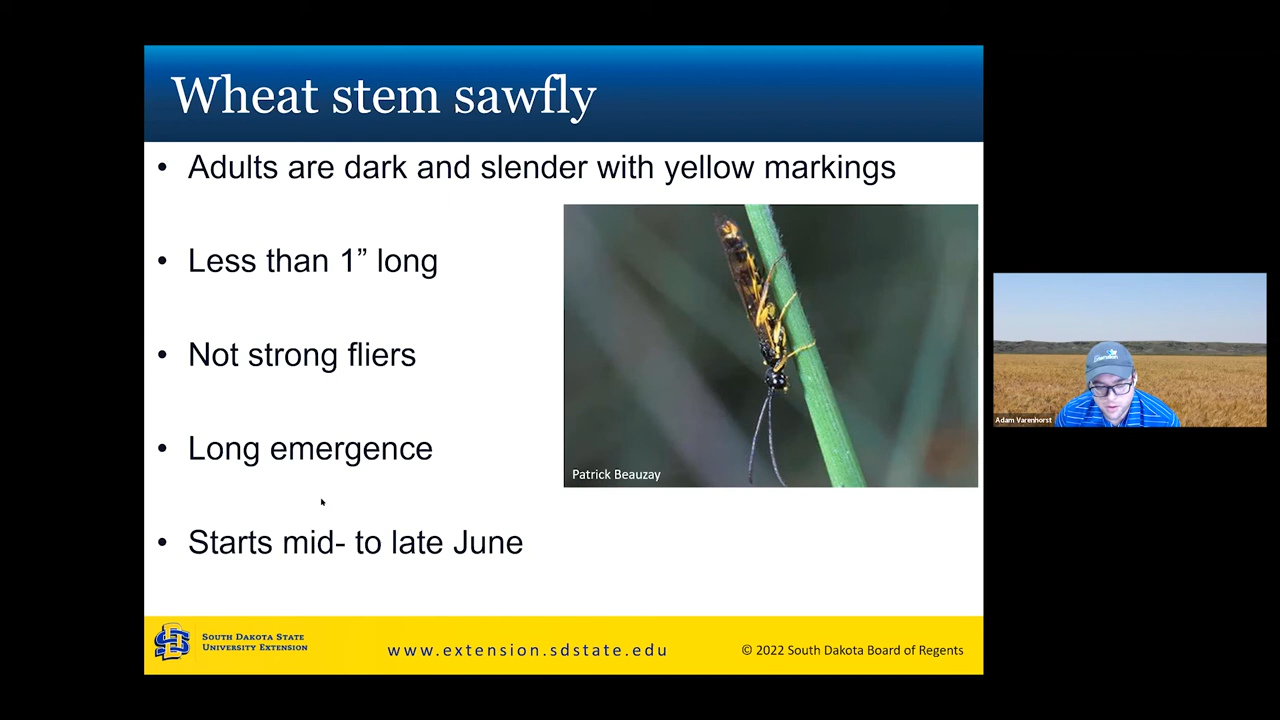 Wheat stem sawfly
• Adults are dark and slender with yellow markings
• Less than 1” long
• Not strong fliers
• Long emergence
• Starts mid- to late June
Patrick Beauzay
Extension
Adam Varenhorst
SOUTH DAKOTA STATE
UNIVERSITY EXTENSION
www.extension.sdstate.edu
© 2022 South Dakota Board of Regents